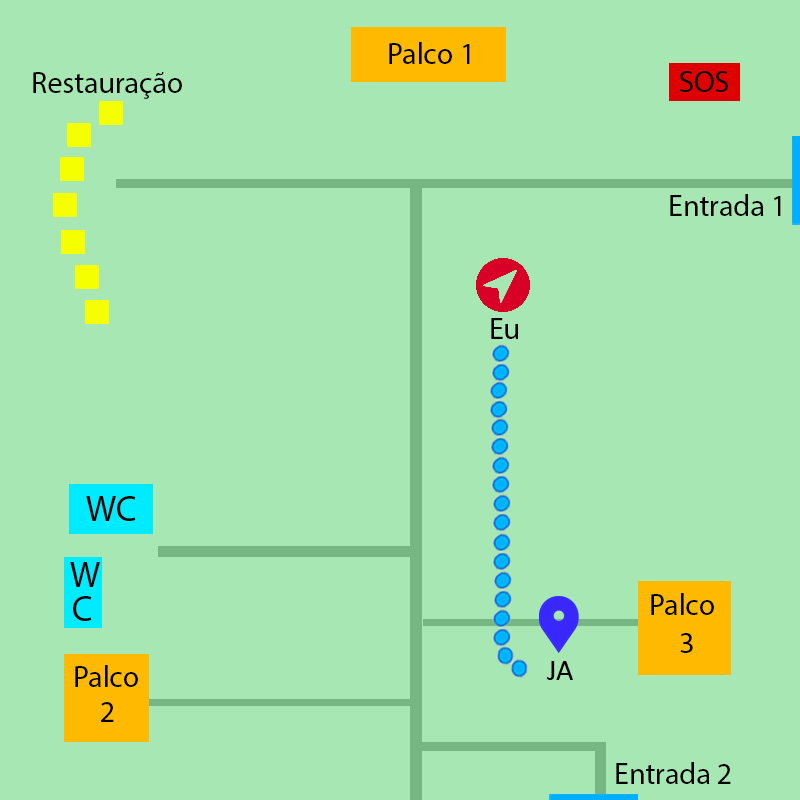 Palco 1
SOS
Restauração
Entrada 1
Eu
WC
W
C
Palco
3
JA
Palco
2
Entrada 2